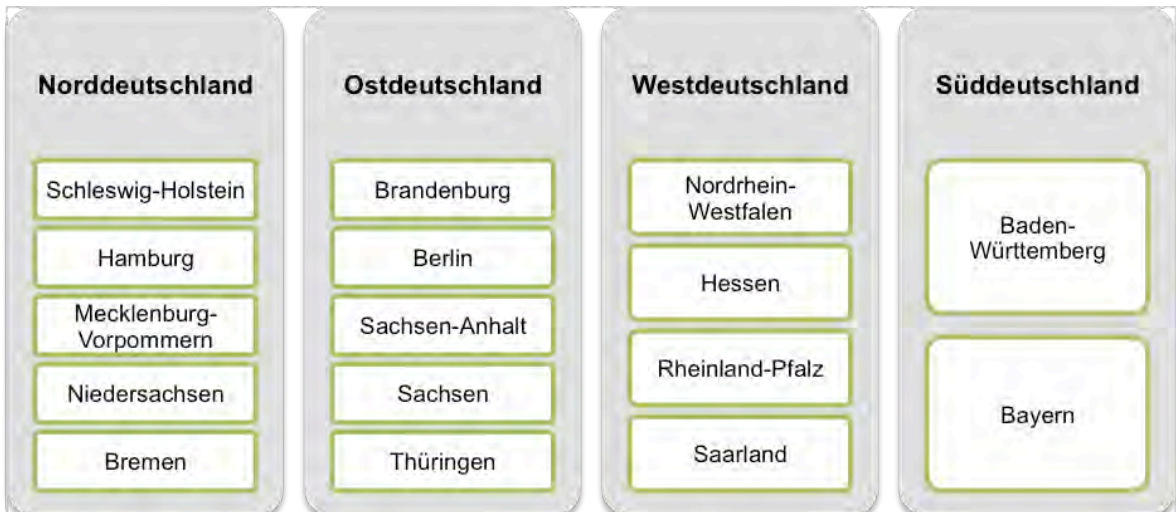 Norddeutschland
Schleswig-Holstein
Hamburg
Mecklenburg-
Vorpommern
Niedersachsen
Bremen
Ostdeutschland
Brandenburg
Berlin
Sachsen-Anhalt
Sachsen
Thüringen
Westdeutschland
Nordrhein-
Westfalen
Hessen
Rheinland-Pfalz
Saarland
Süddeutschland
Baden-
Württemberg
Bayern